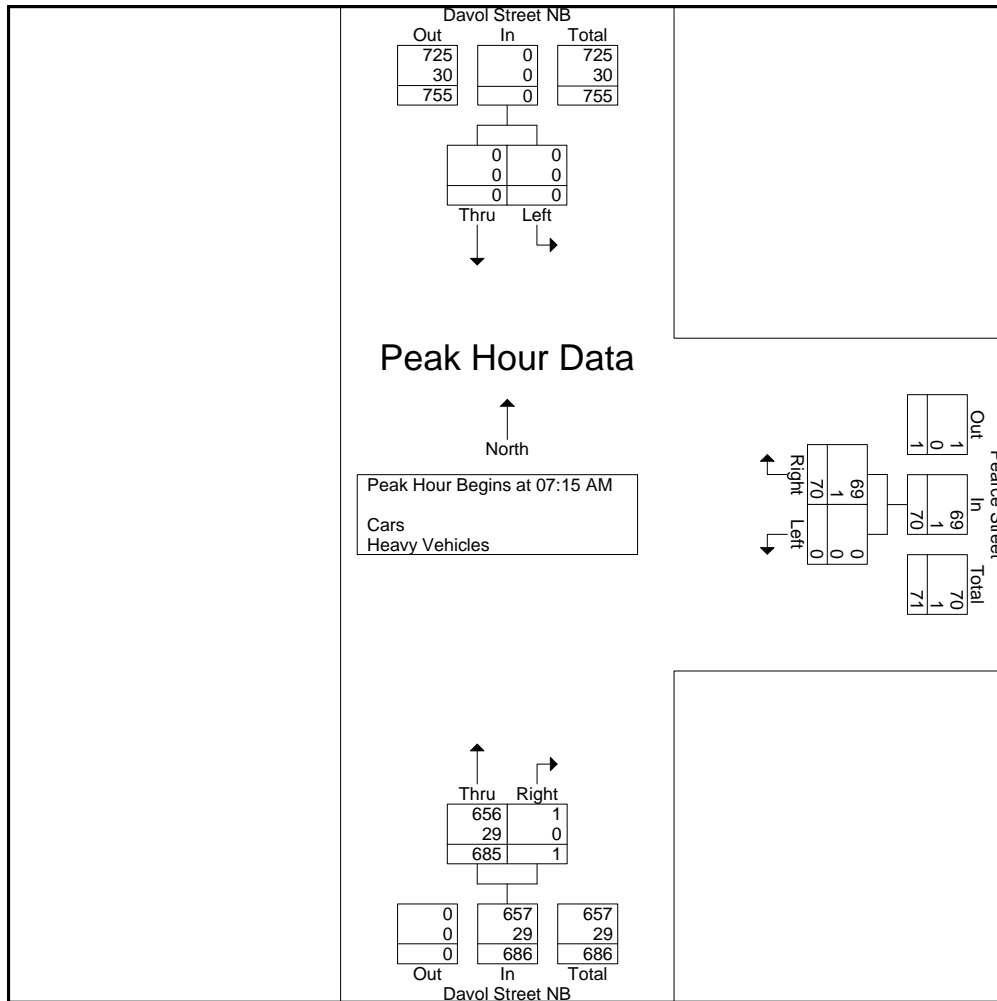 Davol Street NB
Out In Total
725 0 725
30 0 30
755 0 755
0 0
0 0
0 0
Thru Left
Peak Hour Data
North
Peak Hour Begins at 07:15 AM
Cars
Heavy Vehicles
Right Left
69 0
1 0
70 0
Street
Out In Total
1 69 70
0 1 1
1 70 71
Thru Right
656 1
29 0
685 1
0 657 657
0 29 29
0 686 686
Out In Total
Davol Street NB